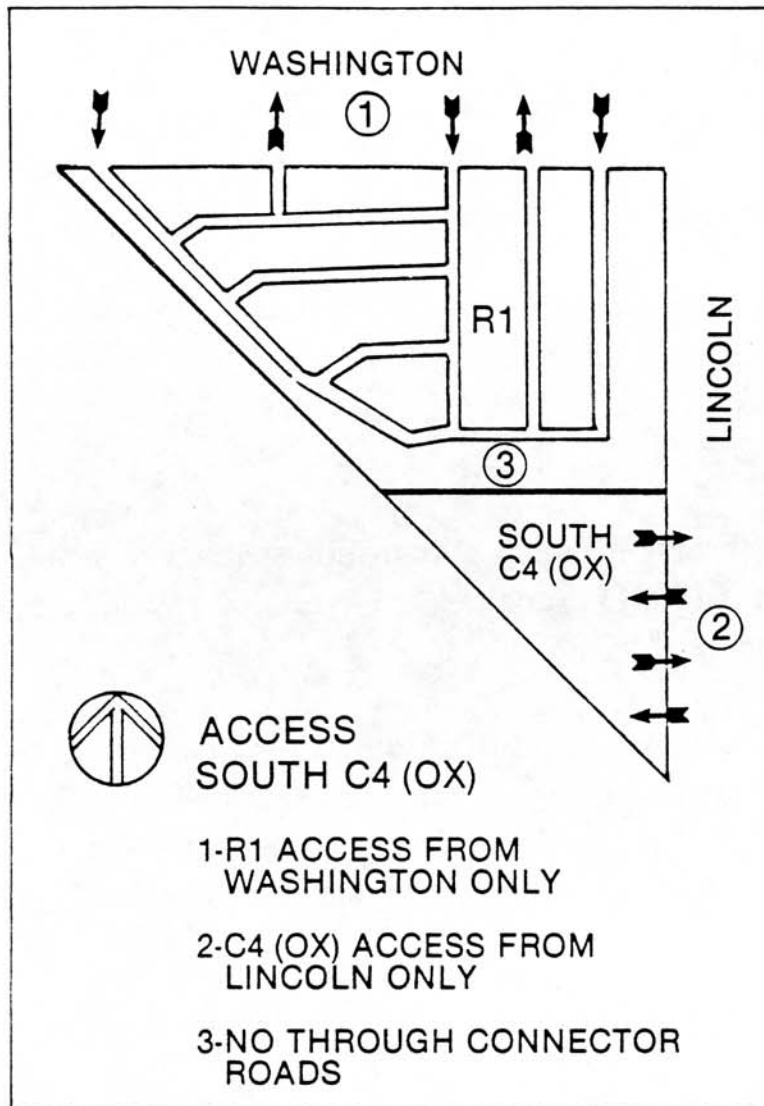 WASHINGTON
1
R1
LINCOLN
3
SOUTH
C4 (OX)
2
ACCESS
SOUTH C4 (OX)
1-R1 ACCESS FROM
WASHINGTON ONLY
2-C4 (OX) ACCESS FROM
LINCOLN ONLY
3-NO THROUGH CONNECTOR
ROADS